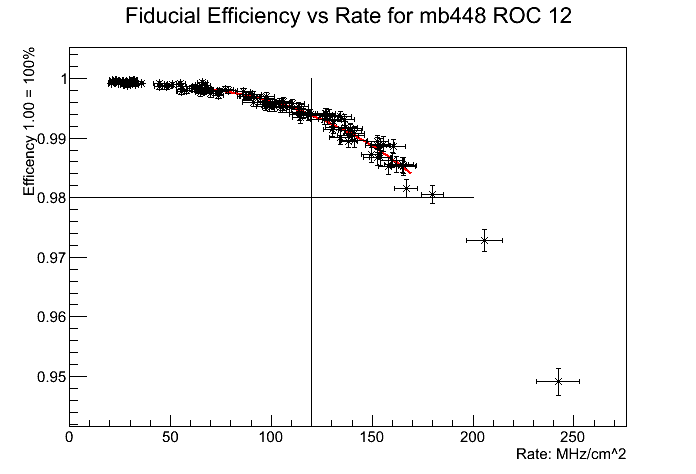 Fiducial Efficiency vs Rate for mb448 ROC 12
Efficency 1.00 = 100%
1
0.99
0.98
0.97
0.96
0.95
0 50 100 150 200 250
Rate: MHz/cm^2